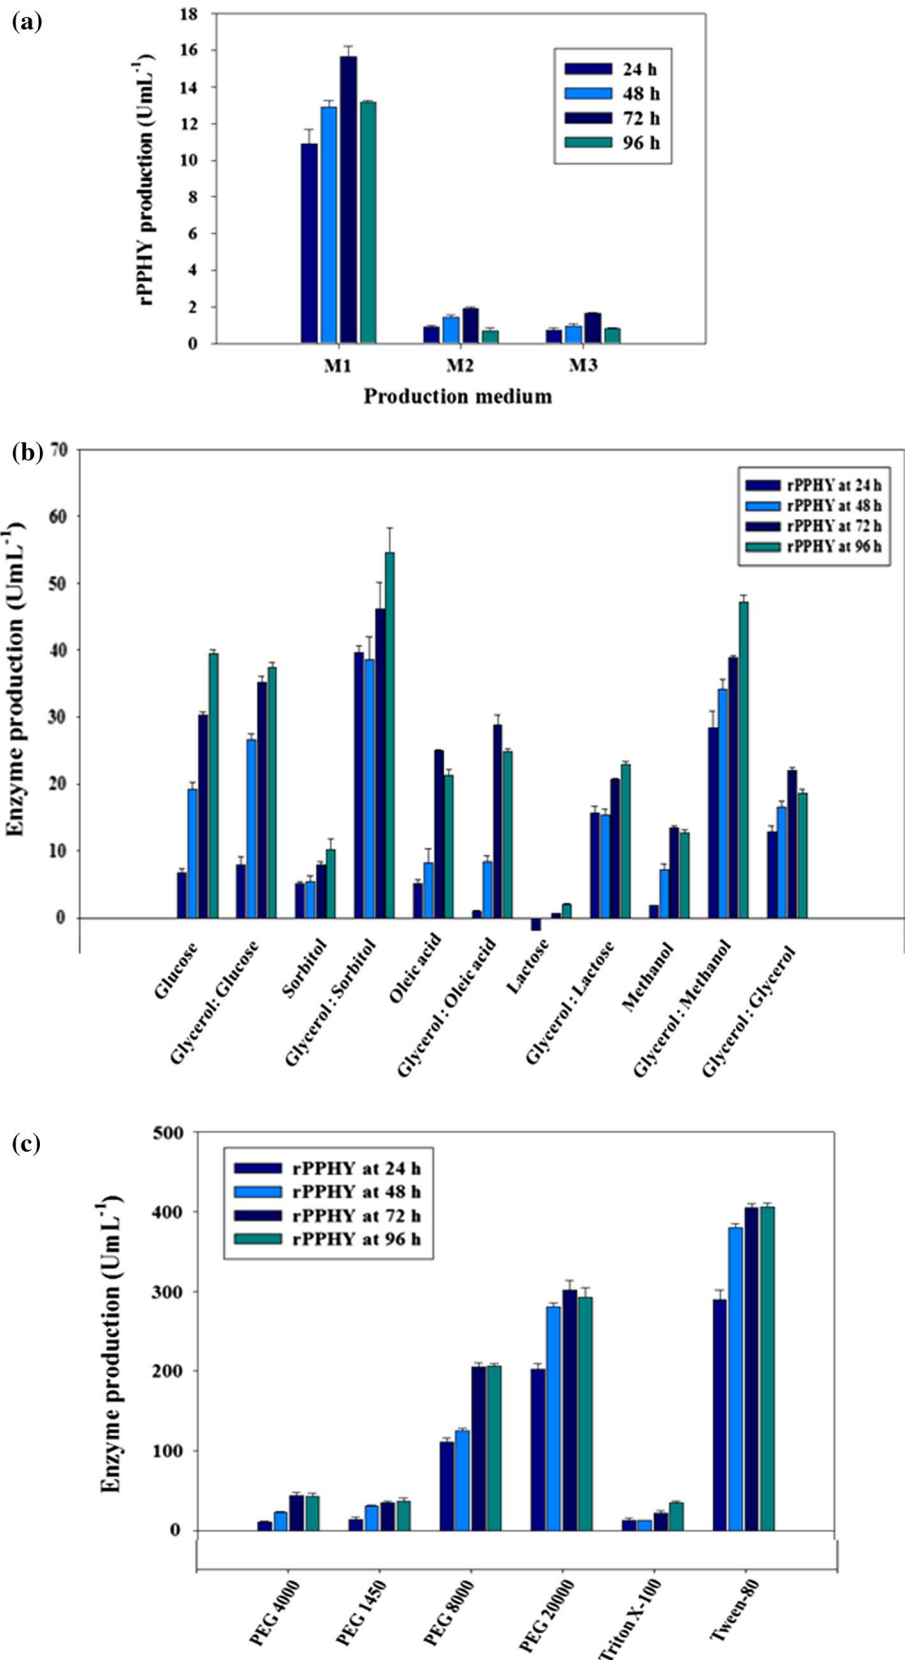 (a)
rPPHY production (UmL-1)
18
16
14
12
10
8
6
4
2
0
24 h
48 h
72 h
96 h
M1 M2 M3
Production medium
(b)
Enzyme production (UmL-1)
70
60
50
40
30
20
10
0
rPPHY at 24 h
rPPHY at 48 h
rPPHY at 72 h
rPPHY at 96 h
Glucose
Glycerol: Glucose
Sorbitol
Glycerol : Sorbitol
Oleic acid
Glycerol : Oleic acid
Lactose
Glycerol : Lactose
Methanol
Glycerol : Methanol
Glycerol : Glycerol
(c)
Enzyme production (UmL-1)
500
400
300
200
100
0
rPPHY at 24 h
rPPHY at 48 h
rPPHY at 72 h
rPPHY at 96 h
PEG 4000
PEG 1450
PEG 8000
PEG 20000
Triton X-100
Tween-80